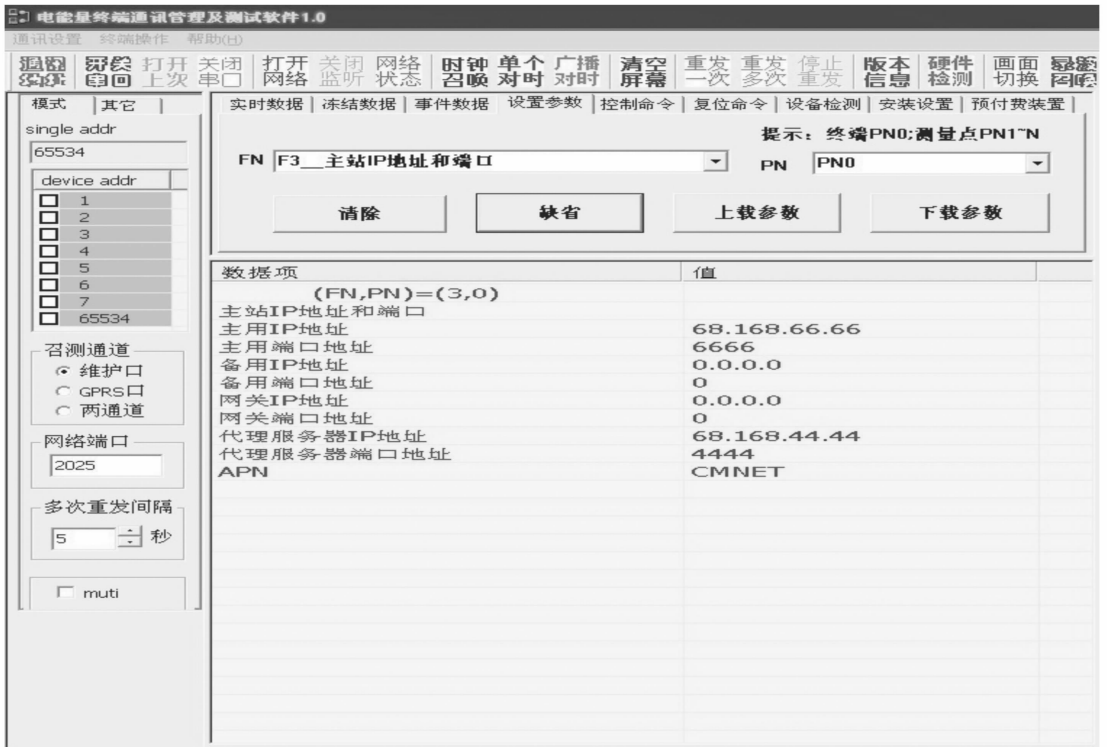 电能量终端通讯管理及测试软件1.0
通讯设置 终端操作 帮助(H)
打开上次 关闭串口 打开网络 关闭监听 网络状态 时钟召唤 单个对时 广播对时 清空屏幕 重发一次 重发多次 停止重发 版本信息 硬件检测 画面切换
模式 其它
实时数据 冻结数据 事件数据 设置参数 控制命令 复位命令 设备检测 安装设置 预付费装置
single addr
65534
提示: 终端PN0;测量点PN1~N
FN F3__主站IP地址和端口 PN PN0
清除 缺省 上载参数 下载参数
device addr
1
2
3
4
5
6
7
65534
召测通道
维护口
GPRS口
两通道
网络端口
2025
多次重发间隔
5 秒
muti
数据项 值
(FN,PN)=(3,0)
主站IP地址和端口
主用IP地址 68.168.66.66
主用端口地址 6666
备用IP地址 0.0.0.0
备用端口地址 0
网关IP地址 0.0.0.0
网关端口地址 0
代理服务器IP地址 68.168.44.44
代理服务器端口地址 4444
APN CMNET